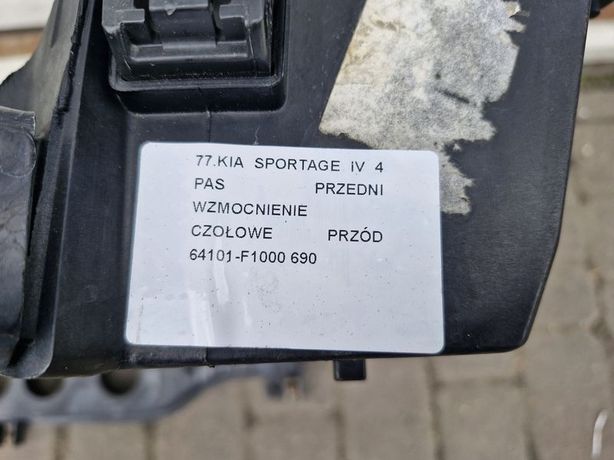 77.KIA SPORTAGE iV 4
PAS PRZEDNI
WZMOCNIENIE
CZOŁOWE PRZÓD
64101-F1000 690